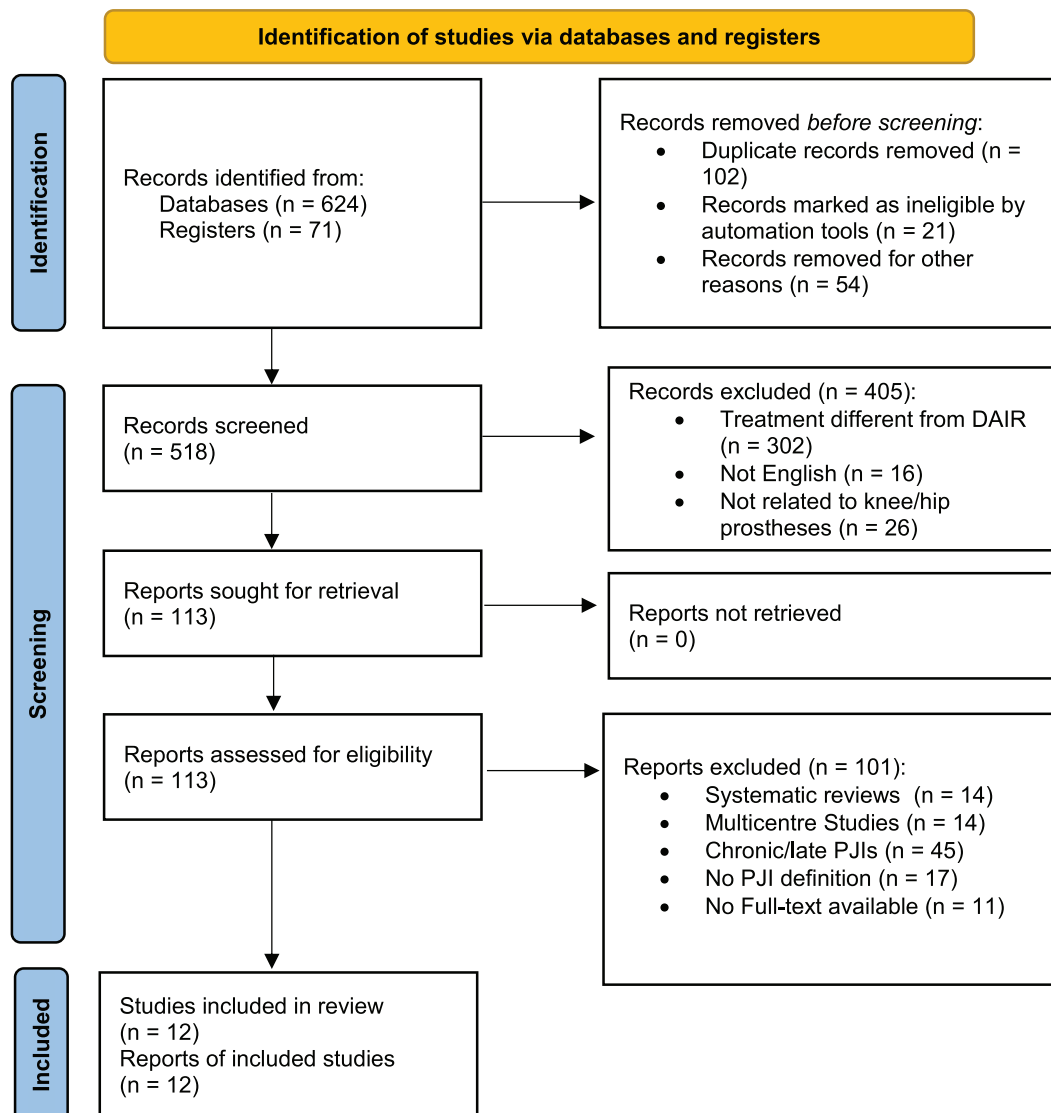 Identification of studies via databases and registers
Identification
Records identified from:
Databases (n = 624)
Registers (n = 71)
Records removed before screening:
• Duplicate records removed (n =
102)
• Records marked as ineligible by
automation tools (n = 21)
• Records removed for other
reasons (n = 54)
Screening
Records screened
(n = 518)
Records excluded (n = 405):
• Treatment different from DAIR
(n = 302)
• Not English (n = 16)
• Not related to knee/hip
prostheses (n = 26)
Reports sought for retrieval
(n = 113)
Reports not retrieved
(n = 0)
Reports assessed for eligibility
(n = 113)
Reports excluded (n = 101):
• Systematic reviews (n = 14)
• Multicentre Studies (n = 14)
• Chronic/late PJIs (n = 45)
• No PJI definition (n = 17)
• No Full-text available (n = 11)
Included
Studies included in review
(n = 12)
Reports of included studies
(n = 12)